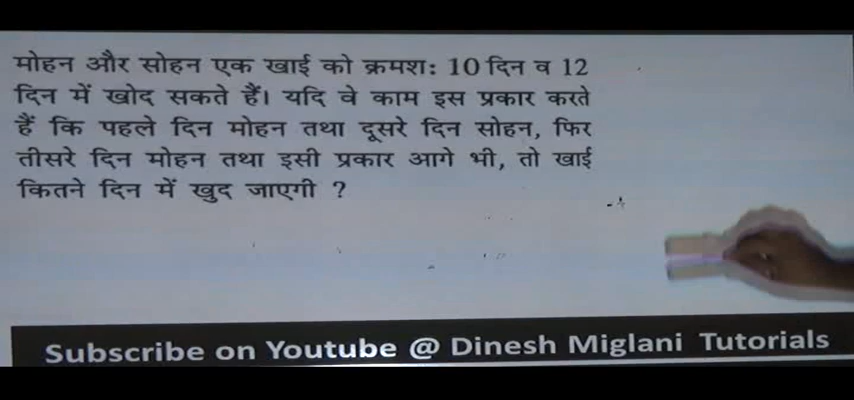 मोहन और सोहन एक खाई को क्रमशः 10 दिन व 12
दिन में खोद सकते हैं। यदि वे काम इस प्रकार करते
हैं कि पहले दिन मोहन तथा दूसरे दिन सोहन, फिर
तीसरे दिन मोहन तथा इसी प्रकार आगे भी, तो खाई
कितने दिन में खुद जाएगी ?
Subscribe on Youtube @ Dinesh Miglani Tutorials